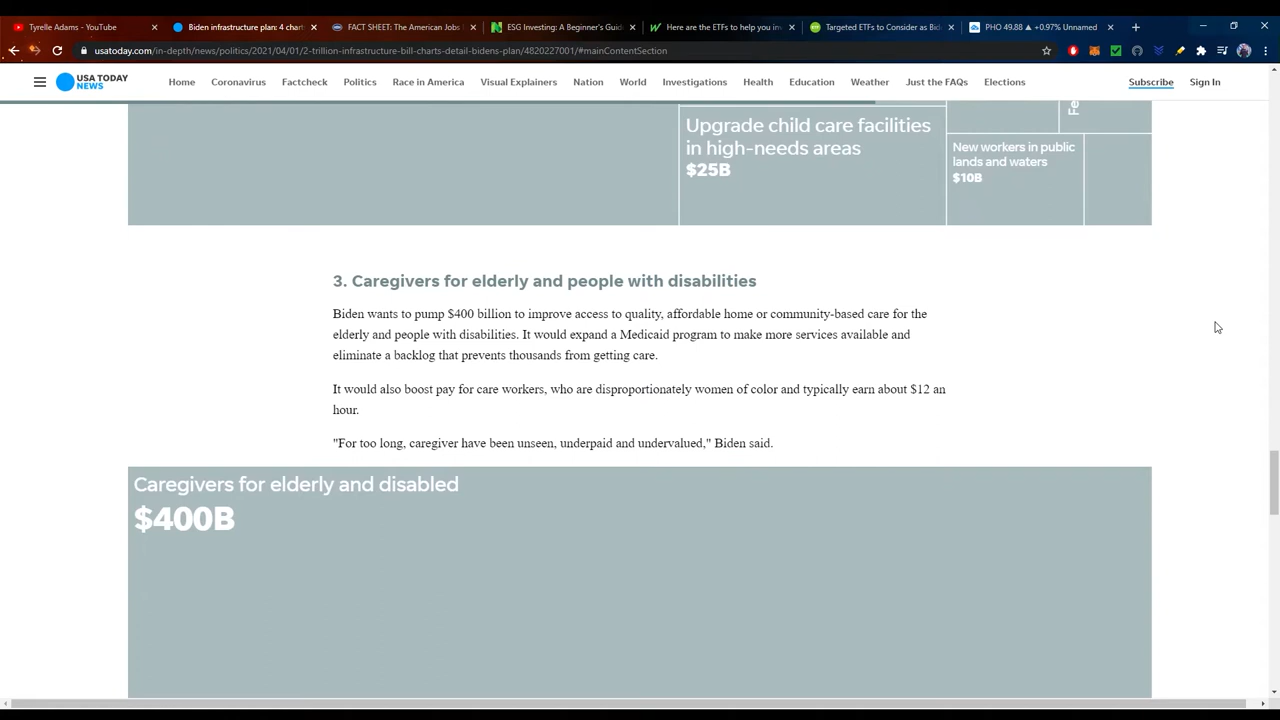 Tyrelle Adams - YouTube
Biden infrastructure plan: 4 chart
FACT SHEET: The American Jobs
ESG Investing: A Beginner's Guid
Here are the ETFs to help you inv
Targeted ETFs to Consider as Bid
PHO 49.88 ▲ +0.97% Unnamed
usatoday.com/in-depth/news/politics/2021/04/01/2-trillion-infrastructure-bill-charts-detail-bidens-plan/4820227001/#mainContentSection
USA TODAY
NEWS
Home Coronavirus Factcheck Politics Race in America Visual Explainers Nation World Investigations Health Education Weather Just the FAQs Elections Subscribe Sign In
Fe
Upgrade child care facilities
in high-needs areas
$25B
New workers in public
lands and waters
$10B
3. Caregivers for elderly and people with disabilities
Biden wants to pump $400 billion to improve access to quality, affordable home or community-based care for the
elderly and people with disabilities. It would expand a Medicaid program to make more services available and
eliminate a backlog that prevents thousands from getting care.
It would also boost pay for care workers, who are disproportionately women of color and typically earn about $12 an
hour.
"For too long, caregiver have been unseen, underpaid and undervalued," Biden said.
Caregivers for elderly and disabled
$400B